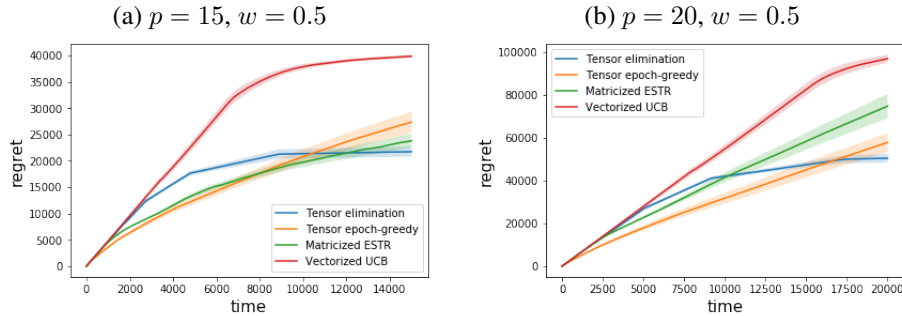 (a) p = 15, w = 0.5
40000
35000
30000
25000
20000
15000
10000
5000
0
regret
0 2000 4000 6000 8000 10000 12000 14000
time
Tensor elimination
Tensor epoch-greedy
Matricized ESTR
Vectorized UCB
(b) p = 20, w = 0.5
100000
80000
60000
40000
20000
0
regret
0 2500 5000 7500 10000 12500 15000 17500 20000
time
Tensor elimination
Tensor epoch-greedy
Matricized ESTR
Vectorized UCB